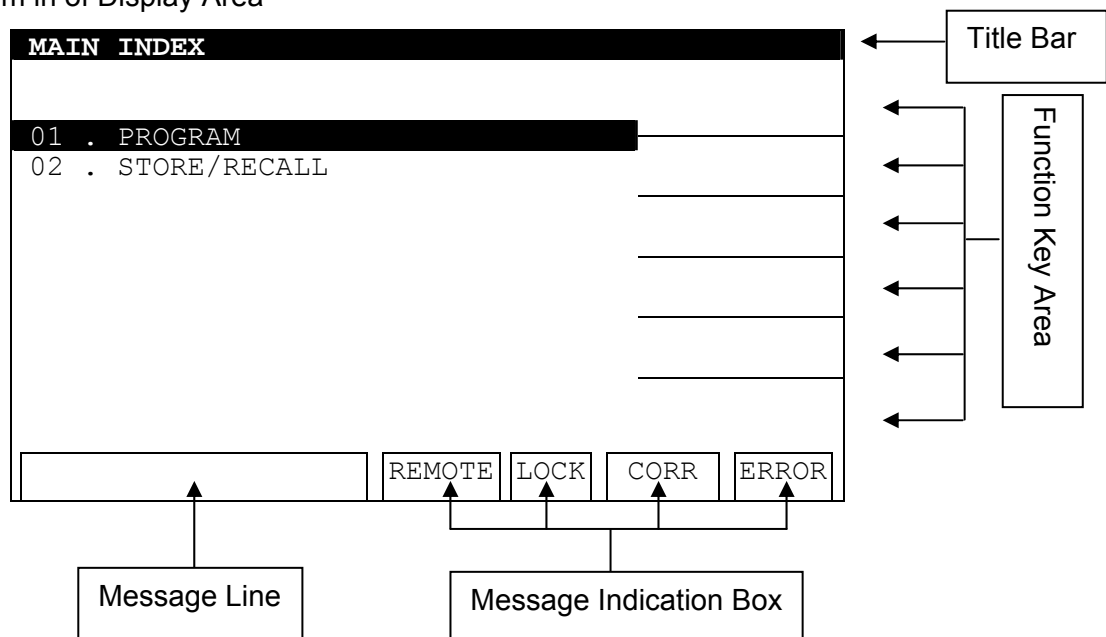 m in of Display Area
MAIN INDEX
Title Bar
01 . PROGRAM
02 . STORE/RECALL
Function Key Area
REMOTE LOCK CORR ERROR
Message Line
Message Indication Box